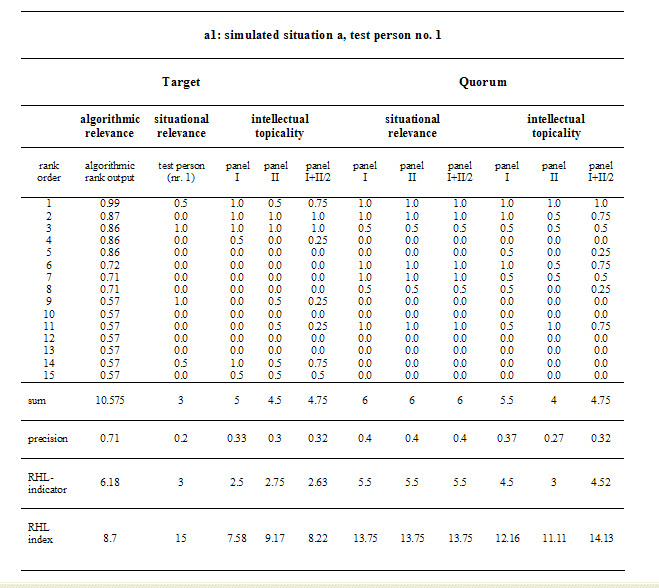 a1: simulated situation a, test person no. 1
Target Quorum
algorithmic relevance situational relevance intellectual topicality situational relevance intellectual topicality
rank order algorithmic rank output test person (nr. 1) panel I panel II panel I+II/2 panel I panel II panel I+II/2 panel I panel II panel I+II/2
1 0.99 0.5 1.0 0.5 0.75 1.0 1.0 1.0 1.0 1.0 1.0
2 0.87 0.0 1.0 1.0 1.0 1.0 1.0 1.0 1.0 0.5 0.75
3 0.86 1.0 1.0 1.0 1.0 0.5 0.5 0.5 0.5 0.5 0.5
4 0.86 0.0 0.5 0.0 0.25 0.0 0.0 0.0 0.0 0.0 0.0
5 0.86 0.0 0.0 0.0 0.0 0.0 0.0 0.0 0.5 0.0 0.25
6 0.72 0.0 0.0 0.0 0.0 1.0 1.0 1.0 1.0 0.5 0.75
7 0.71 0.0 0.0 0.0 0.0 1.0 1.0 1.0 0.5 0.5 0.5
8 0.71 0.0 0.0 0.0 0.0 0.5 0.5 0.5 0.5 0.0 0.25
9 0.57 1.0 0.0 0.5 0.25 0.0 0.0 0.0 0.0 0.0 0.0
10 0.57 0.0 0.0 0.0 0.0 0.0 0.0 0.0 0.0 0.0 0.0
11 0.57 0.0 0.0 0.5 0.25 1.0 1.0 1.0 0.5 1.0 0.75
12 0.57 0.0 0.0 0.0 0.0 0.0 0.0 0.0 0.0 0.0 0.0
13 0.57 0.0 0.0 0.0 0.0 0.0 0.0 0.0 0.0 0.0 0.0
14 0.57 0.5 1.0 0.5 0.75 0.0 0.0 0.0 0.0 0.0 0.0
15 0.57 0.0 0.5 0.5 0.5 0.0 0.0 0.0 0.0 0.0 0.0
sum 10.575 3 5 4.5 4.75 6 6 6 5.5 4 4.75
precision 0.71 0.2 0.33 0.3 0.32 0.4 0.4 0.4 0.37 0.27 0.32
RHL-indicator 6.18 3 2.5 2.75 2.63 5.5 5.5 5.5 4.5 3 4.52
RHL index 8.7 15 7.58 9.17 8.22 13.75 13.75 13.75 12.16 11.11 14.13